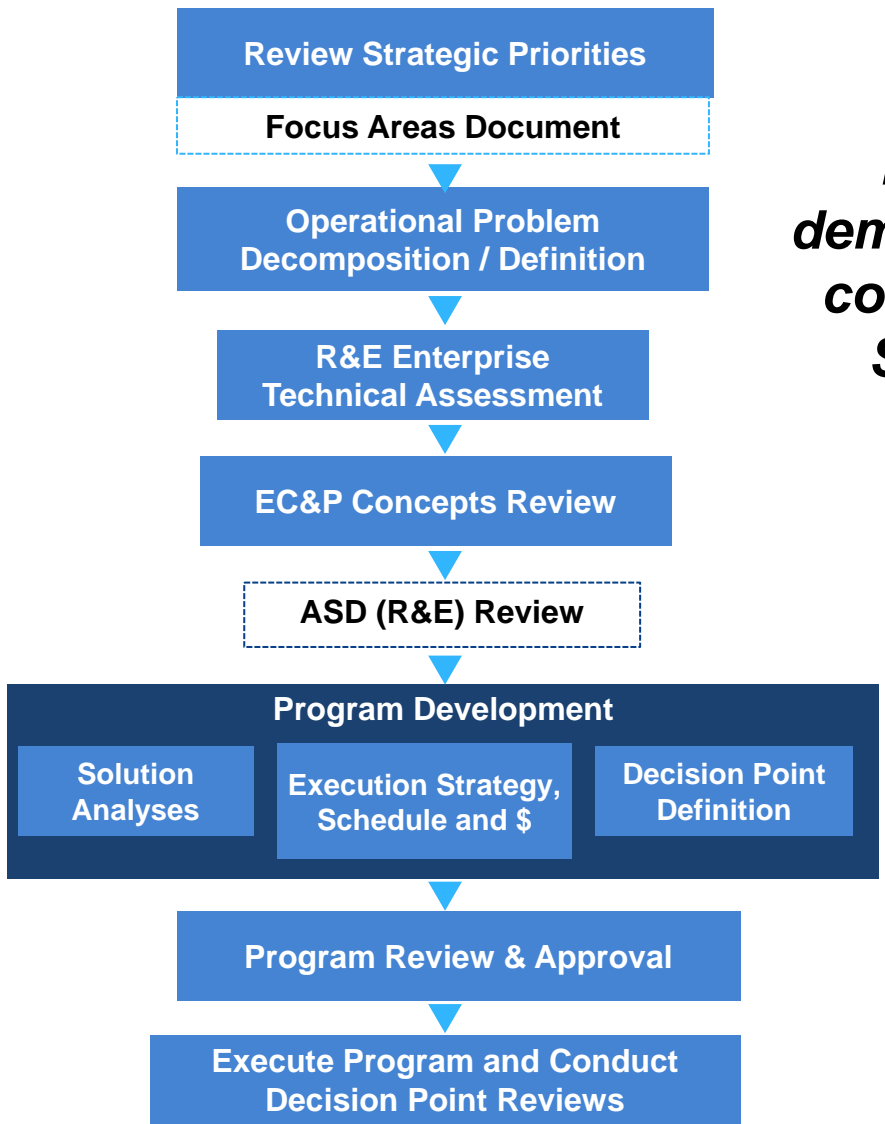 Review Strategic Priorities
Focus Areas Document
Operational Problem
Decomposition / Definition
R&E Enterprise
Technical Assessment
EC&P Concepts Review
ASD (R&E) Review
Program Development
Solution
Analyses
Execution Strategy,
Schedule and $
Decision Point
Definition
Program Review & Approval
Execute Program and Conduct
Decision Point Reviews